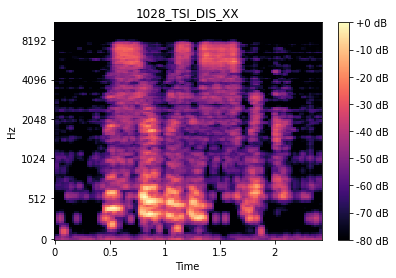 1028_TSI_DIS_XX
+0 dB
8192
-10 dB
4096
-20 dB
-30 dB
2048
Hz
-40 dB
1024
-50 dB
512
-60 dB
-70 dB
0
-80 dB
0 0.5 1 1.5 2
Time